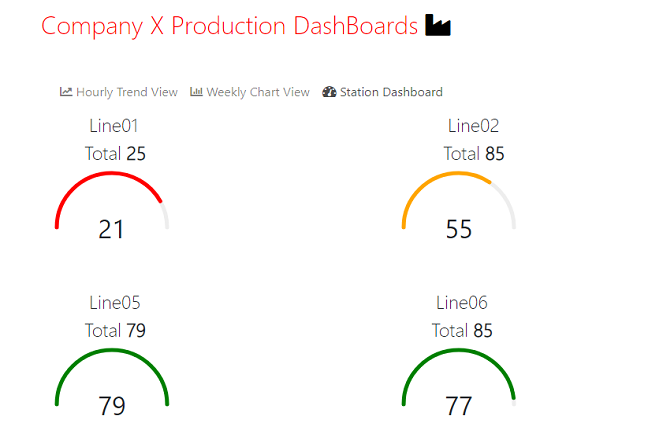 Company X Production DashBoards
Hourly Trend View Weekly Chart View Station Dashboard
Line01 Line02
Total 25 Total 85
21 55
Line05 Line06
Total 79 Total 85
79 77